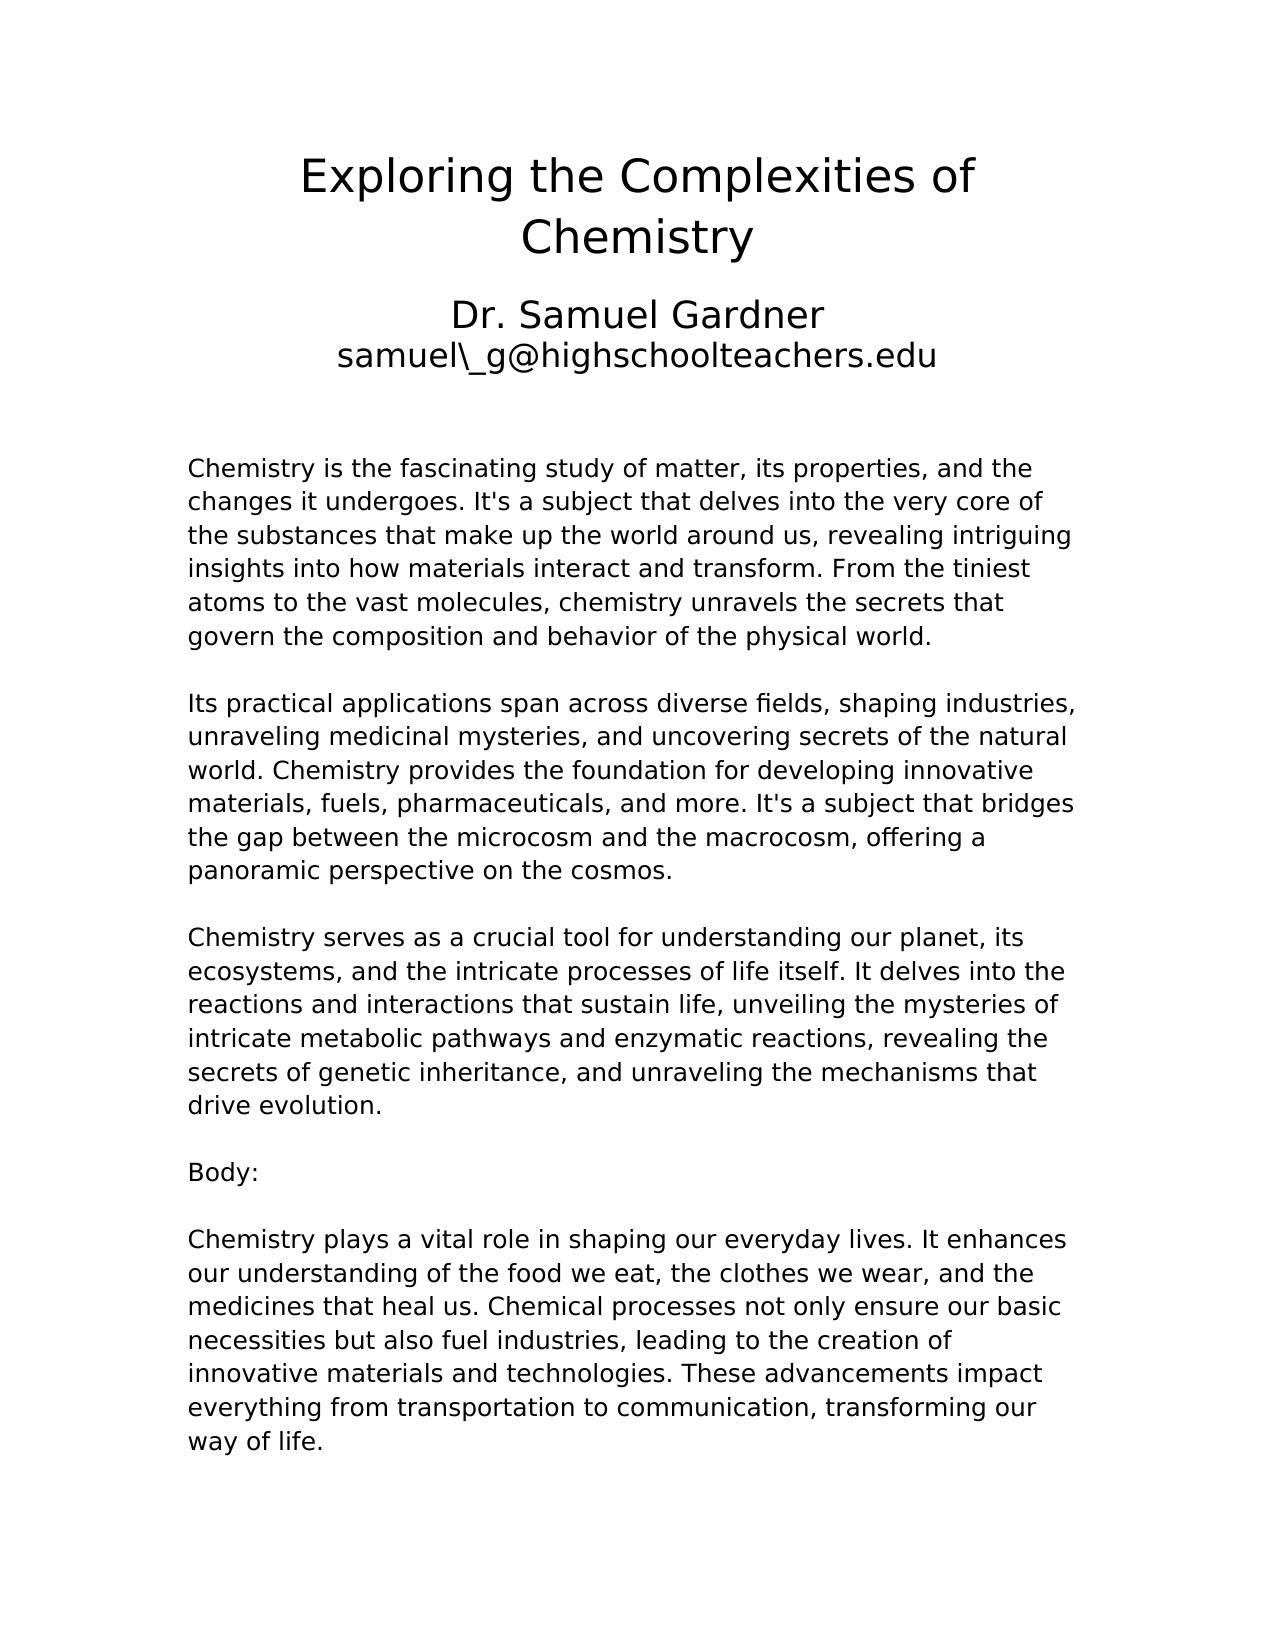 Exploring the Complexities of
Chemistry
Dr. Samuel Gardner
samuel\_g@highschoolteachers.edu
Chemistry is the fascinating study of matter, its properties, and the
changes it undergoes. It's a subject that delves into the very core of
the substances that make up the world around us, revealing intriguing
insights into how materials interact and transform. From the tiniest
atoms to the vast molecules, chemistry unravels the secrets that
govern the composition and behavior of the physical world.
Its practical applications span across diverse fields, shaping industries,
unraveling medicinal mysteries, and uncovering secrets of the natural
world. Chemistry provides the foundation for developing innovative
materials, fuels, pharmaceuticals, and more. It's a subject that bridges
the gap between the microcosm and the macrocosm, offering a
panoramic perspective on the cosmos.
Chemistry serves as a crucial tool for understanding our planet, its
ecosystems, and the intricate processes of life itself. It delves into the
reactions and interactions that sustain life, unveiling the mysteries of
intricate metabolic pathways and enzymatic reactions, revealing the
secrets of genetic inheritance, and unraveling the mechanisms that
drive evolution.
Body:
Chemistry plays a vital role in shaping our everyday lives. It enhances
our understanding of the food we eat, the clothes we wear, and the
medicines that heal us. Chemical processes not only ensure our basic
necessities but also fuel industries, leading to the creation of
innovative materials and technologies. These advancements impact
everything from transportation to communication, transforming our
way of life.